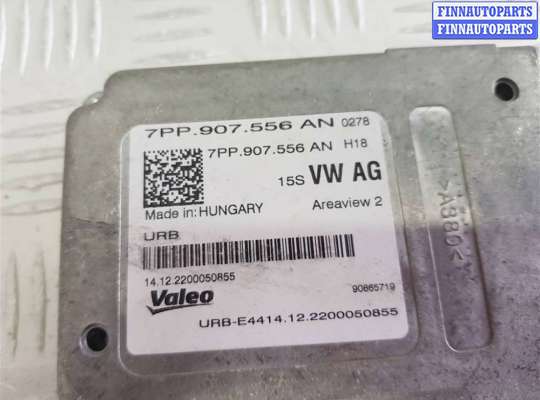 FINNAUTOPARTS
FINNAUTOPARTS
7PP.907.556 AN 0278
7PP.907.556 AN H18
15S VW AG
Made in: HUNGARY Areaview 2
URB
14.12.2200050855
Valeo 90865719
URB-E4414.12.2200050855